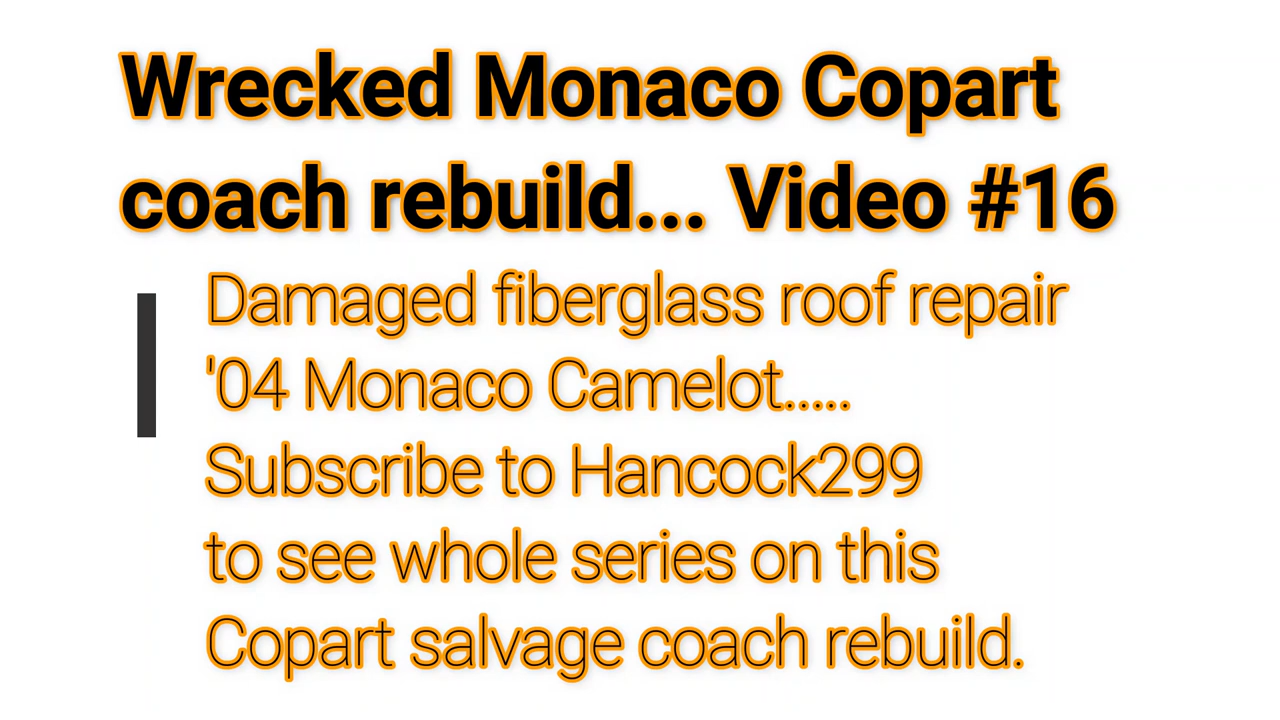 Wrecked Monaco Copart
coach rebuild... Video #16
Damaged fiberglass roof repair
'04 Monaco Camelot.....
Subscribe to Hancock299
to see whole series on this
Copart salvage coach rebuild.